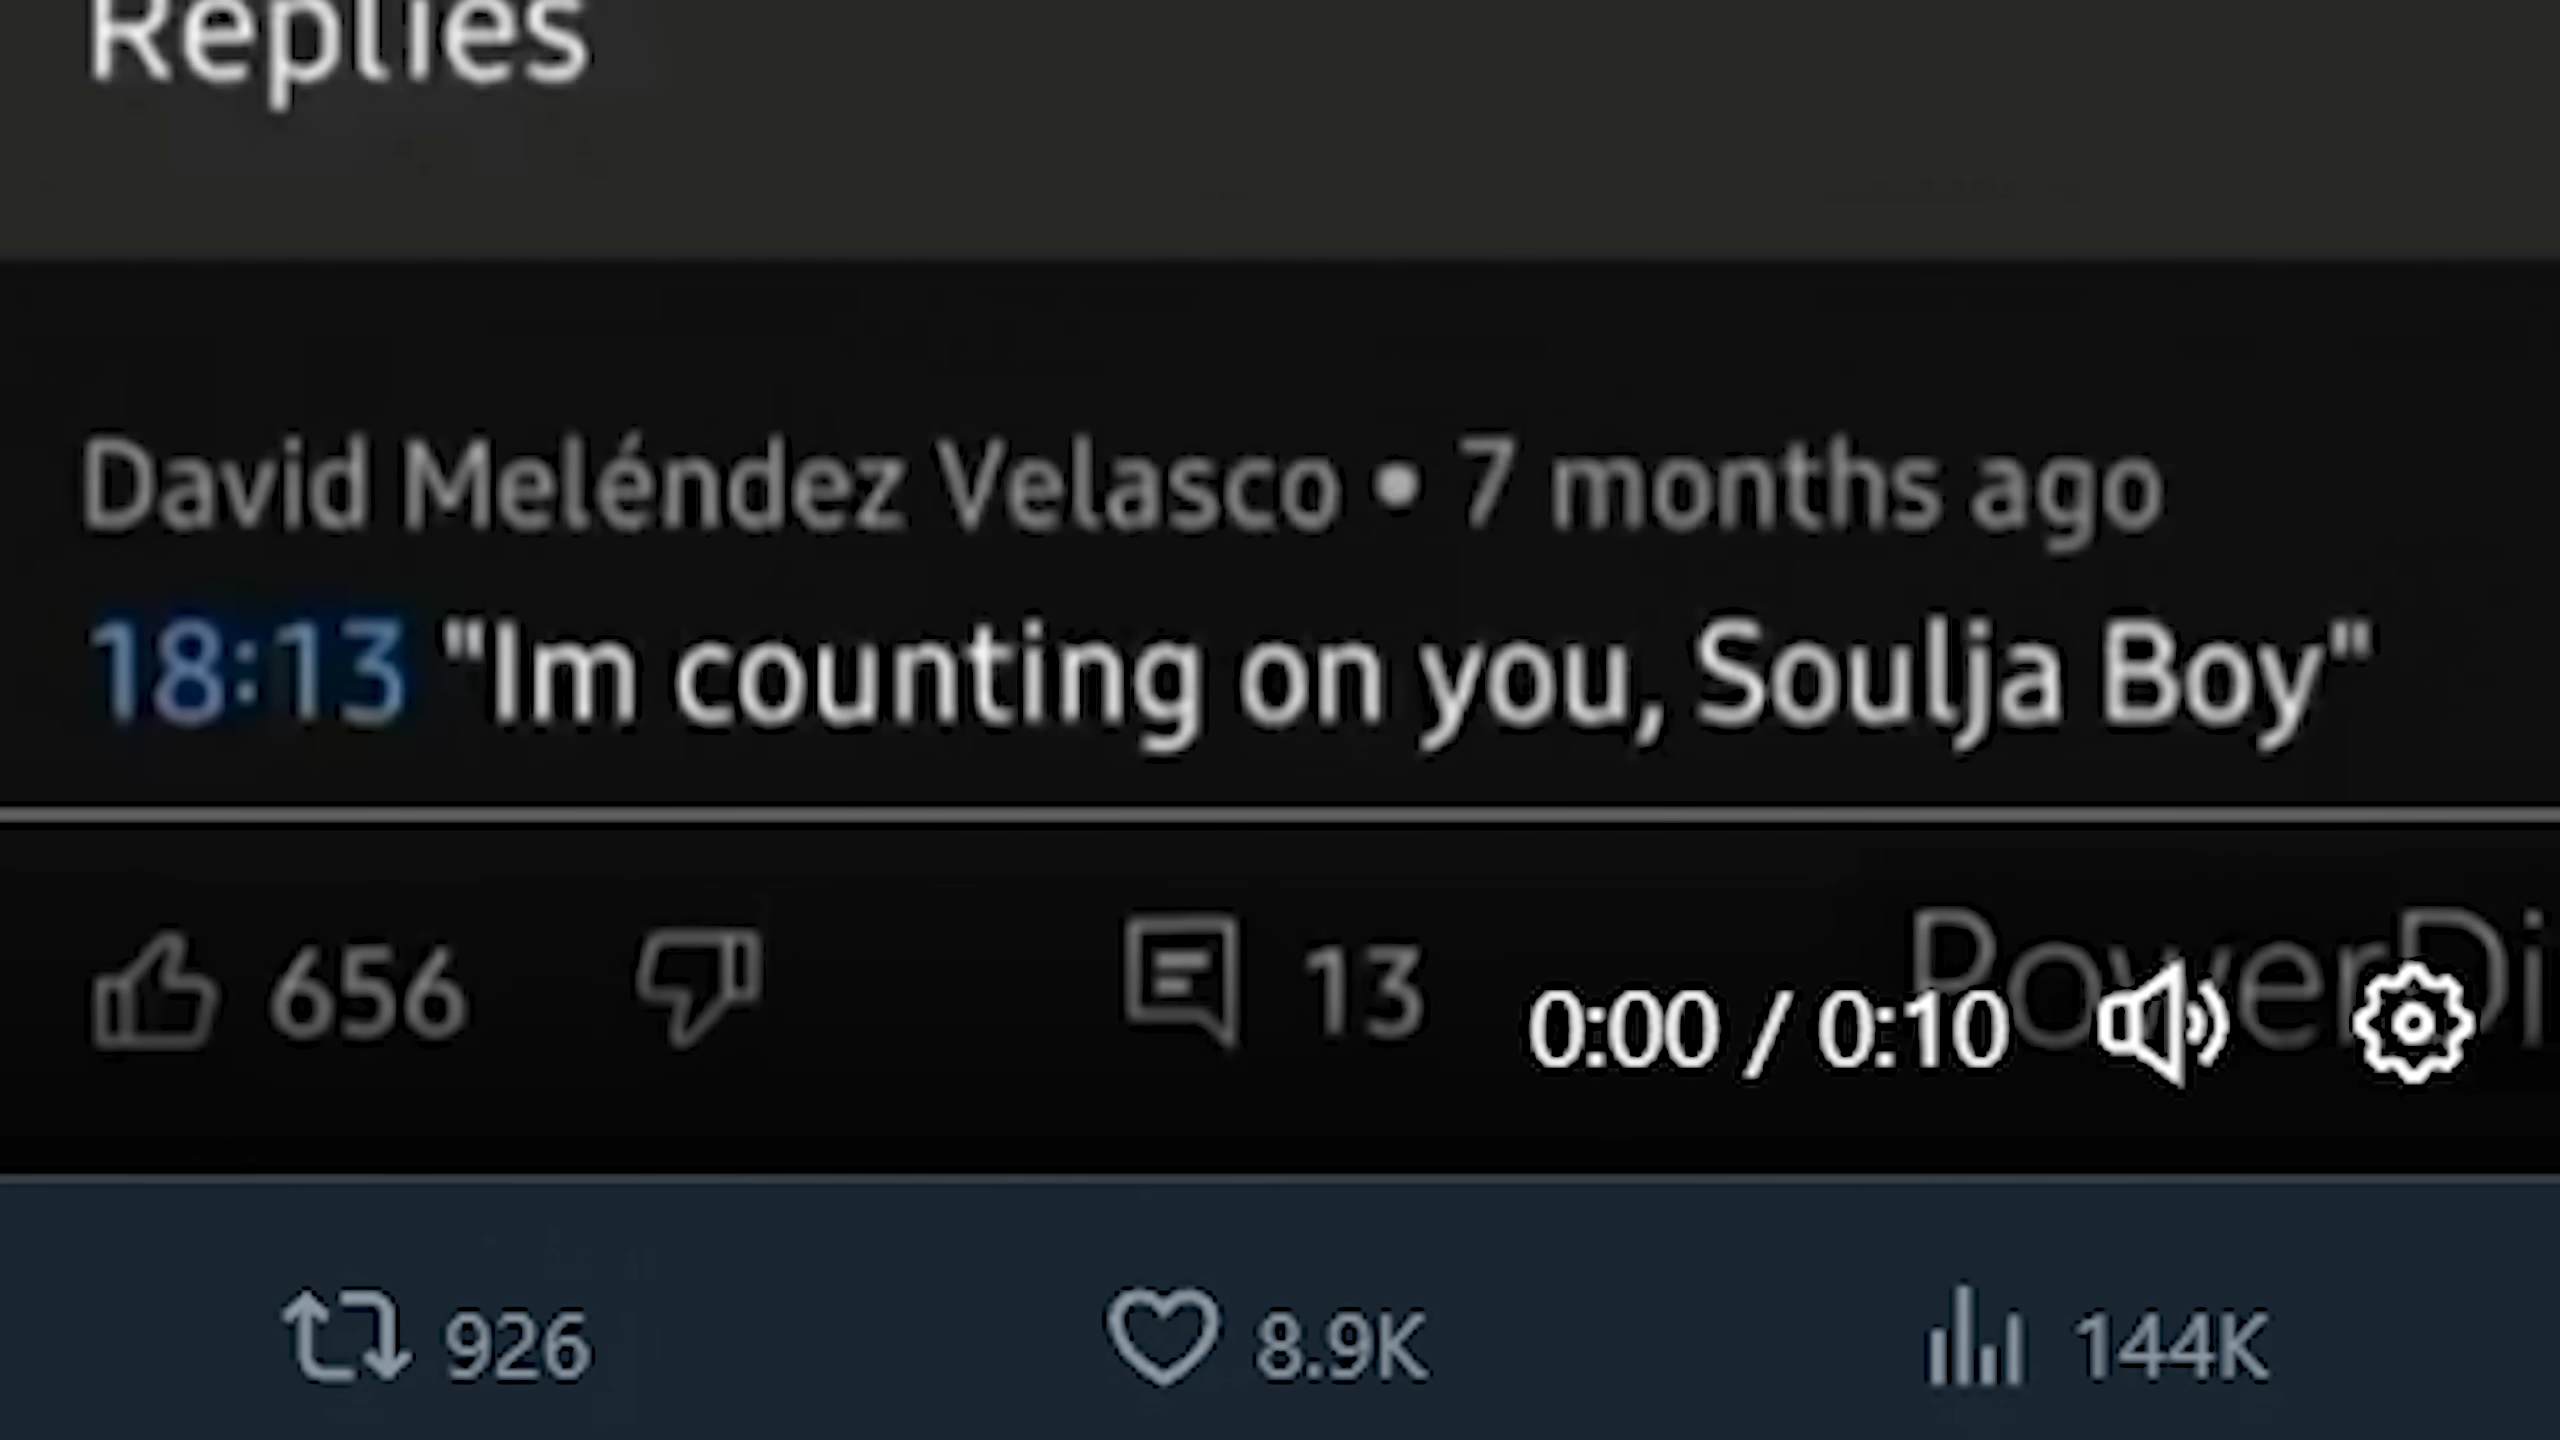 Replies
David Meléndez Velasco • 7 months ago
18:13 "Im counting on you, Soulja Boy"
656 13 PowerDi
0:00 / 0:10
926 8.9K 144K